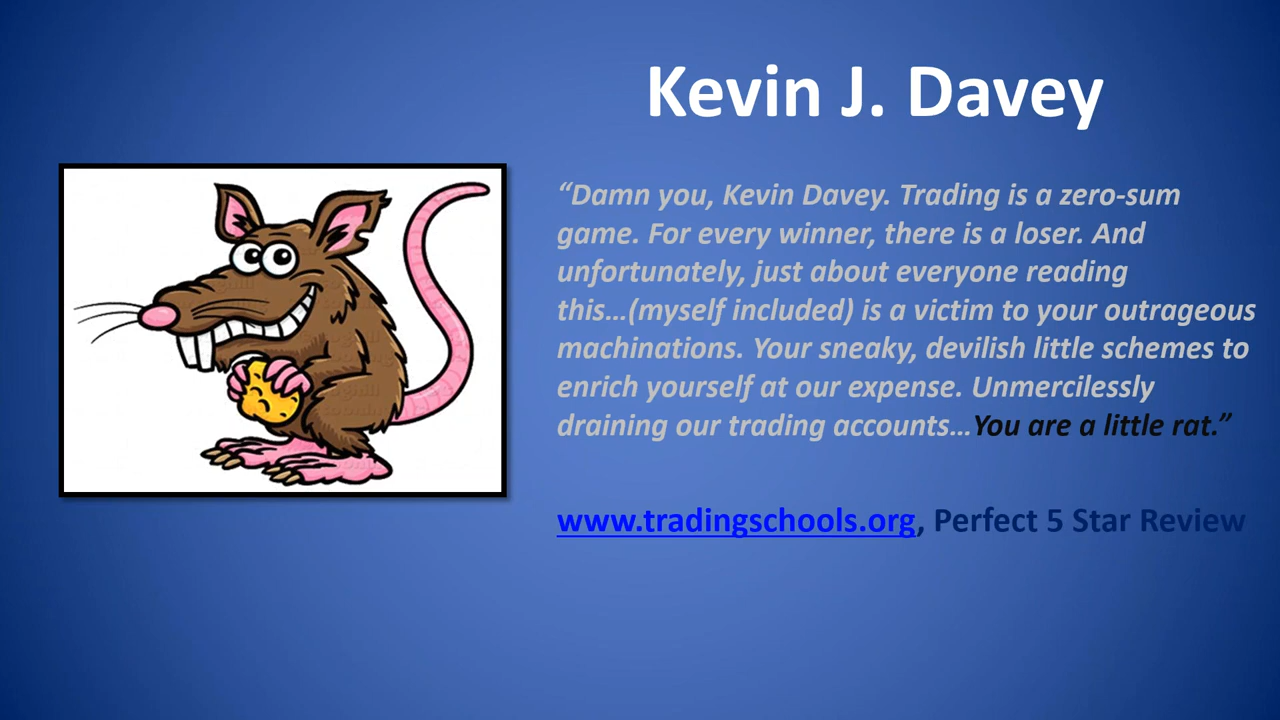 Kevin J. Davey
“Damn you, Kevin Davey. Trading is a zero-sum
game. For every winner, there is a loser. And
unfortunately, just about everyone reading
this…(myself included) is a victim to your outrageous
machinations. Your sneaky, devilish little schemes to
enrich yourself at our expense. Unmercilessly
draining our trading accounts…You are a little rat.”
www.tradingschools.org, Perfect 5 Star Review